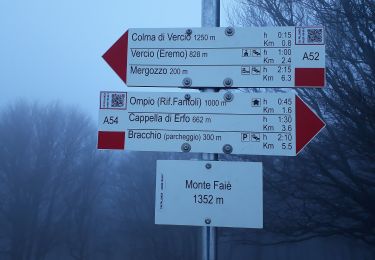 Colma di Vercio 1250 m h 0:15
Km 0.8
Vercio (Eremo) 828 m h 1:00
Km 2.4
Mergozzo 200 m h 2:15
Km 6.3
A52
Ompio (Rif.Fantoli) 1000 m h 0:45
Km 1.6
Cappella di Erfo 662 m h 1:30
Km 3.6
Bracchio (parcheggio) 300 m P h 2:10
Km 5.5
A54
Monte Faiè
1352 m